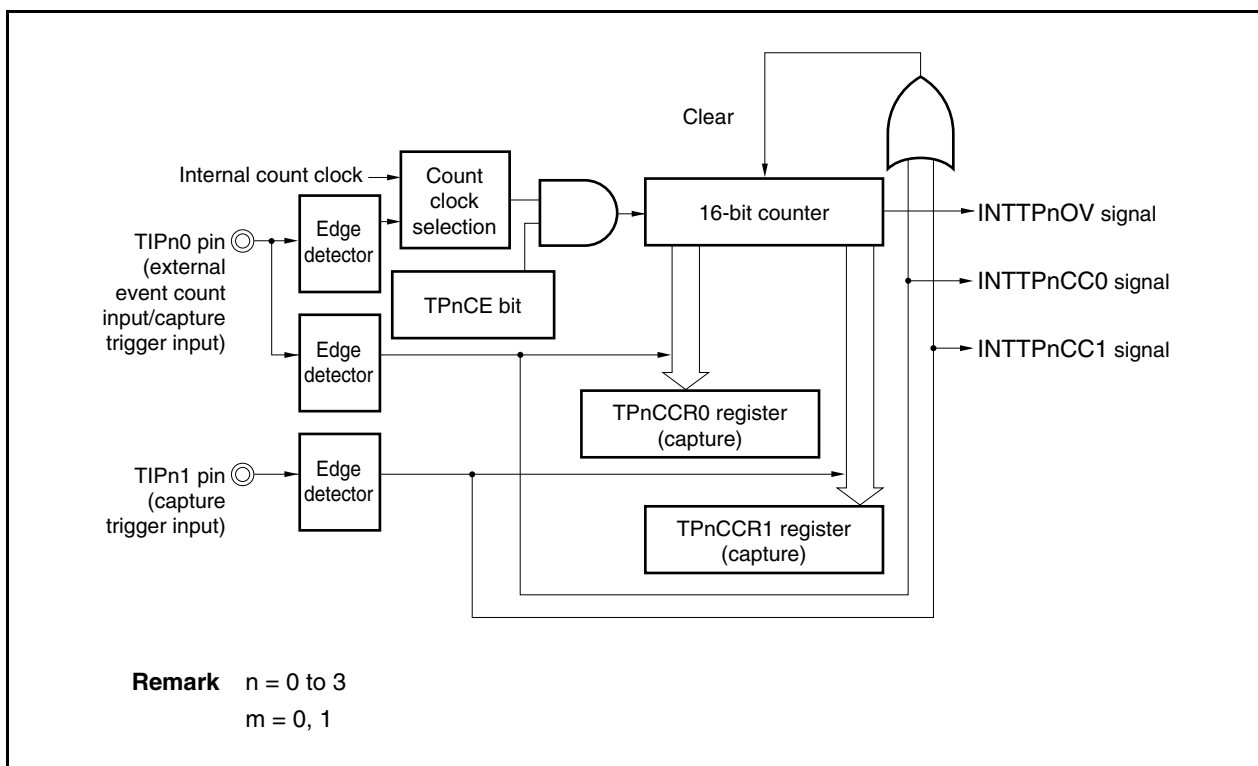 Clear
Internal count clock
Count
clock
selection
Edge
detector
16-bit counter
INTTPnOV signal
TIPn0 pin
(external
event count
input/capture
trigger input)
TPnCE bit
INTTPnCC0 signal
Edge
detector
INTTPnCC1 signal
TPnCCR0 register
(capture)
TIPn1 pin
(capture
trigger input)
Edge
detector
TPnCCR1 register
(capture)
Remark n = 0 to 3
m = 0, 1